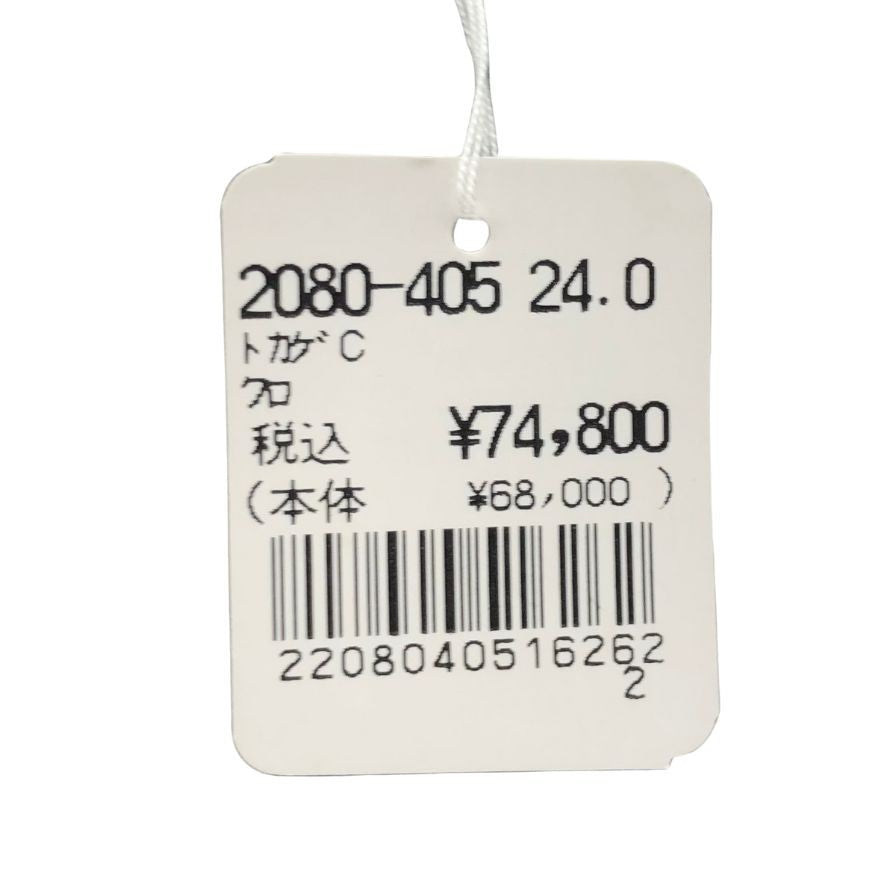 2080-405 24.0
トカゲC
クロ
税込 ¥74,800
(本体 ¥68,000 )
2208040516262
2